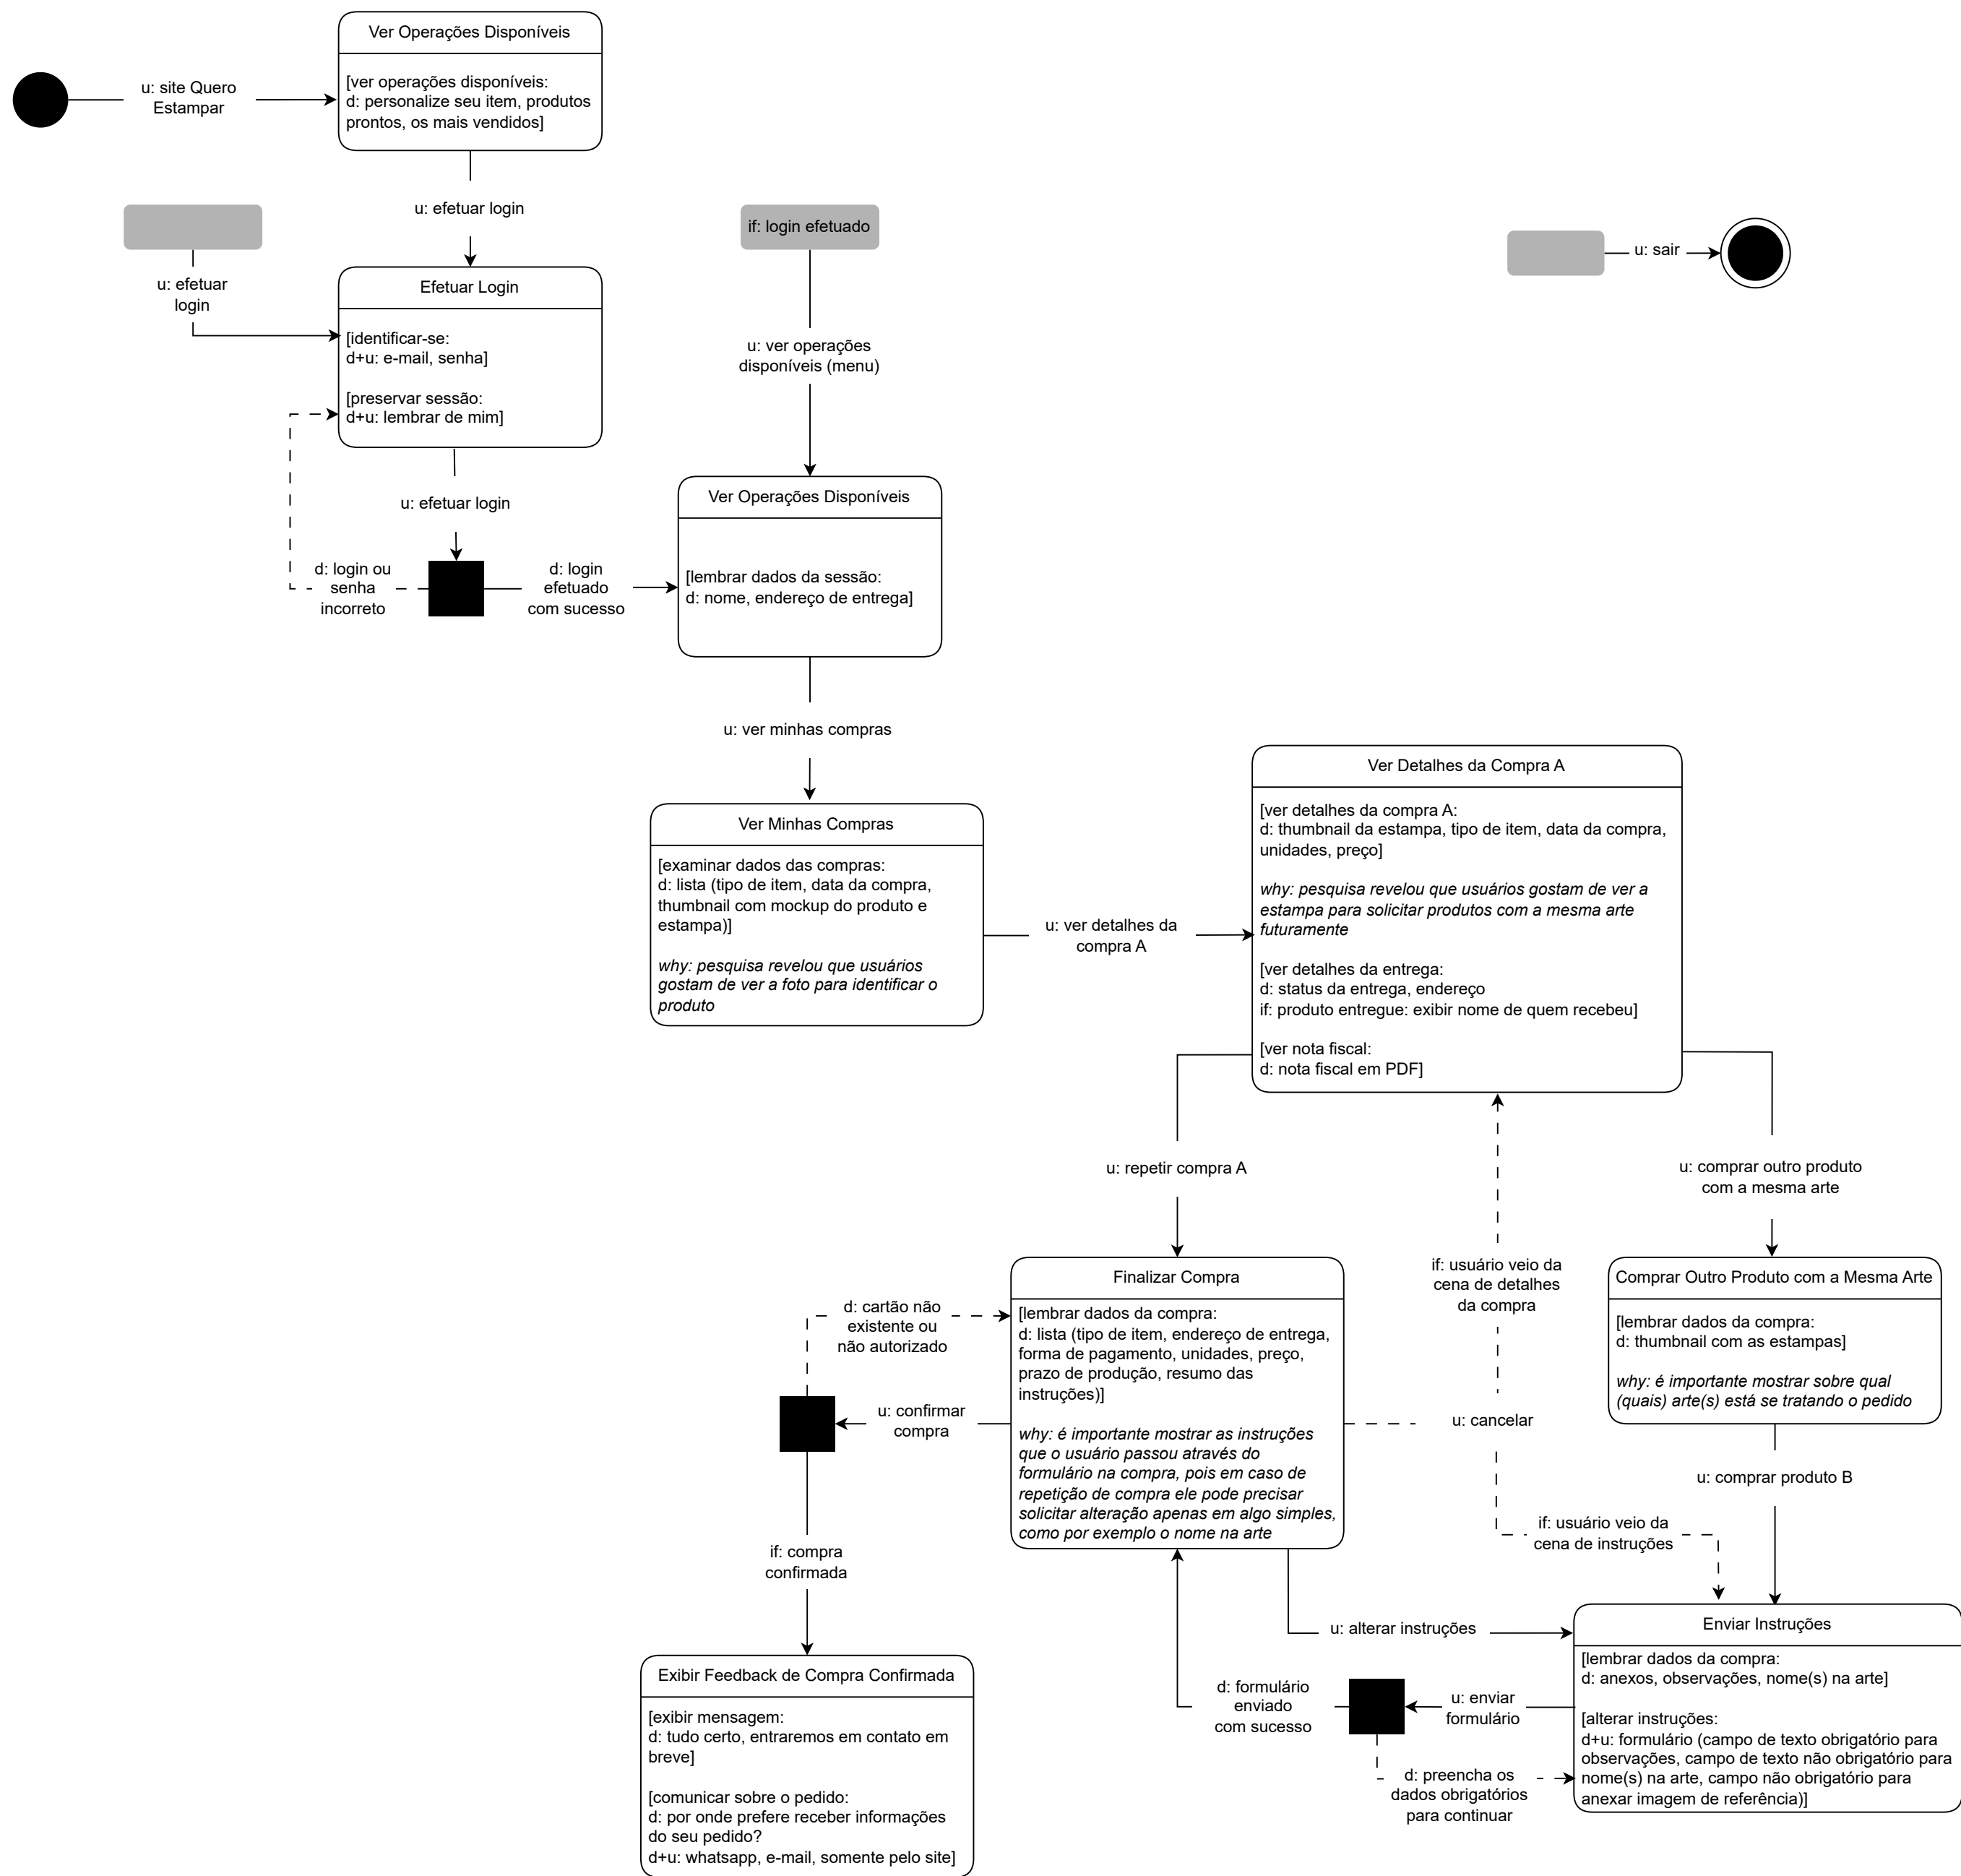 Ver Operações Disponíveis
[ver operações disponíveis:
d: personalize seu item, produtos
prontos, os mais vendidos]
u: site Quero
Estampar
u: efetuar login
u: efetuar
login
if: login efetuado
u: sair
Efetuar Login
[identificar-se:
d+u: e-mail, senha]
[preservar sessão:
d+u: lembrar de mim]
u: ver operações
disponíveis (menu)
u: efetuar login
d: login ou
senha
incorreto
d: login
efetuado
com sucesso
Ver Operações Disponíveis
[lembrar dados da sessão:
d: nome, endereço de entrega]
u: ver minhas compras
Ver Minhas Compras
[examinar dados das compras:
d: lista (tipo de item, data da compra,
thumbnail com mockup do produto e
estampa)]
why: pesquisa revelou que usuários
gostam de ver a foto para identificar o
produto
u: ver detalhes da
compra A
Ver Detalhes da Compra A
[ver detalhes da compra A:
d: thumbnail da estampa, tipo de item, data da compra,
unidades, preço]
why: pesquisa revelou que usuários gostam de ver a
estampa para solicitar produtos com a mesma arte
futuramente
[ver detalhes da entrega:
d: status da entrega, endereço
if: produto entregue: exibir nome de quem recebeu]
[ver nota fiscal:
d: nota fiscal em PDF]
u: repetir compra A
u: comprar outro produto
com a mesma arte
if: usuário veio da
cena de detalhes
da compra
Finalizar Compra
[lembrar dados da compra:
d: lista (tipo de item, endereço de entrega,
forma de pagamento, unidades, preço,
prazo de produção, resumo das
instruções)]
why: é importante mostrar as instruções
que o usuário passou através do
formulário na compra, pois em caso de
repetição de compra ele pode precisar
solicitar alteração apenas em algo simples,
como por exemplo o nome na arte
d: cartão não
existente ou
não autorizado
u: confirmar
compra
u: cancelar
Comprar Outro Produto com a Mesma Arte
[lembrar dados da compra:
d: thumbnail com as estampas]
why: é importante mostrar sobre qual
(quais) arte(s) está se tratando o pedido
u: comprar produto B
if: usuário veio da
cena de instruções
if: compra
confirmada
u: alterar instruções
Enviar Instruções
[lembrar dados da compra:
d: anexos, observações, nome(s) na arte]
[alterar instruções:
d+u: formulário (campo de texto obrigatório para
observações, campo de texto não obrigatório para
nome(s) na arte, campo não obrigatório para
anexar imagem de referência)]
u: enviar
formulário
d: formulário
enviado
com sucesso
d: preencha os
dados obrigatórios
para continuar
Exibir Feedback de Compra Confirmada
[exibir mensagem:
d: tudo certo, entraremos em contato em
breve]
[comunicar sobre o pedido:
d: por onde prefere receber informações
do seu pedido?
d+u: whatsapp, e-mail, somente pelo site]